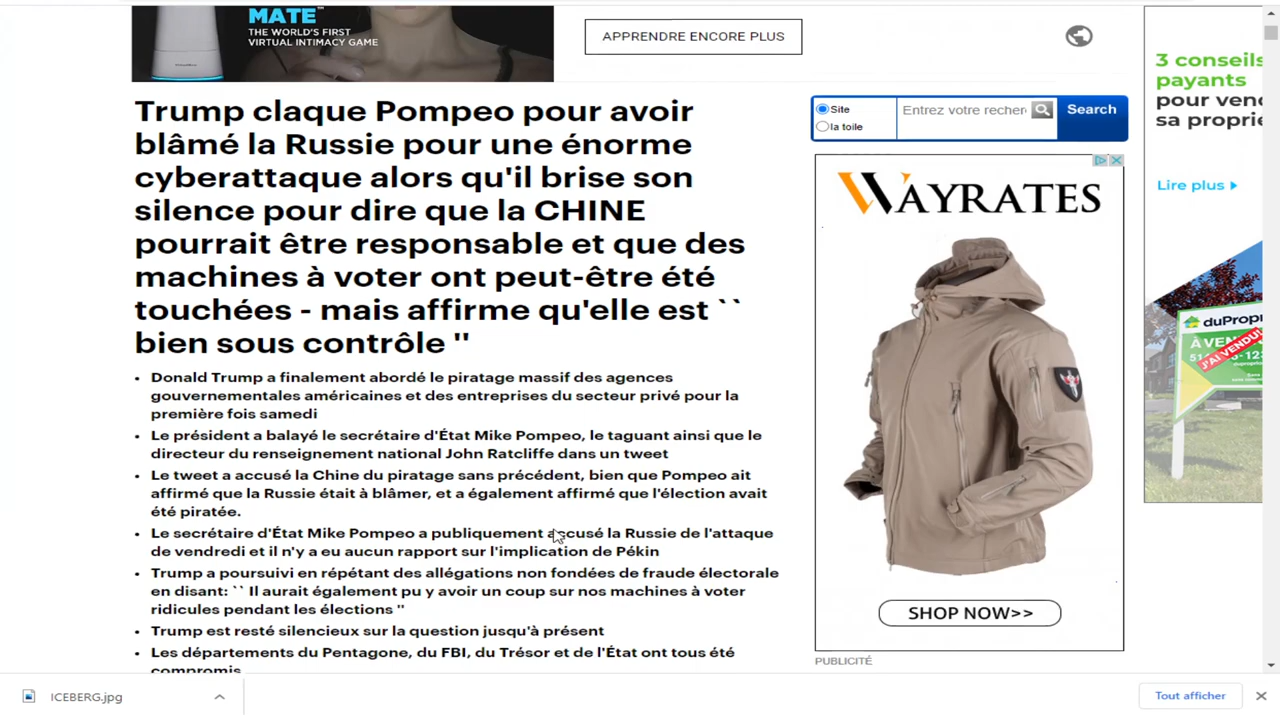 MATE™
THE WORLD'S FIRST
VIRTUAL INTIMACY GAME
APPRENDRE ENCORE PLUS
Trump claque Pompeo pour avoir
blâmé la Russie pour une énorme
cyberattaque alors qu'il brise son
silence pour dire que la CHINE
pourrait être responsable et que des
machines à voter ont peut-être été
touchées - mais affirme qu'elle est ``
bien sous contrôle ''
• Donald Trump a finalement abordé le piratage massif des agences
gouvernementales américaines et des entreprises du secteur privé pour la
première fois samedi
• Le président a balayé le secrétaire d'État Mike Pompeo, le taguant ainsi que le
directeur du renseignement national John Ratcliffe dans un tweet
• Le tweet a accusé la Chine du piratage sans précédent, bien que Pompeo ait
affirmé que la Russie était à blâmer, et a également affirmé que l'élection avait
été piratée.
• Le secrétaire d'État Mike Pompeo a publiquement accusé la Russie de l'attaque
de vendredi et il n'y a eu aucun rapport sur l'implication de Pékin
• Trump a poursuivi en répétant des allégations non fondées de fraude électorale
en disant: `` Il aurait également pu y avoir un coup sur nos machines à voter
ridicules pendant les élections ''
• Trump est resté silencieux sur la question jusqu'à présent
• Les départements du Pentagone, du FBI, du Trésor et de l'État ont tous été
compromis
Site
la toile
Entrez votre recher
Search
WAYRATES
SHOP NOW>>
PUBLICITÉ
3 conseils
payants
pour ven
sa proprié
Lire plus
duPropr
À VEN
J'AI VENDU!
ICEBERG.jpg
Tout afficher